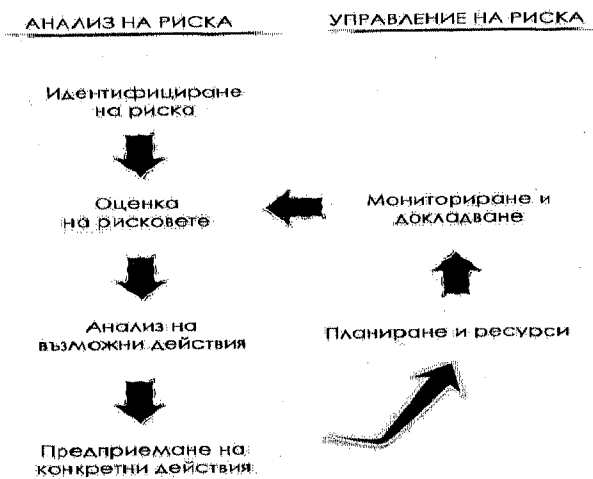 АНАЛИЗ НА РИСКА
УПРАВЛЕНИЕ НА РИСКА
Идентифициране
на риска
Оценка
на рисковете
Мониториране и
докладване
Анализ на
възможни действия
Планиране и ресурси
Предприемане на
конкретни действия